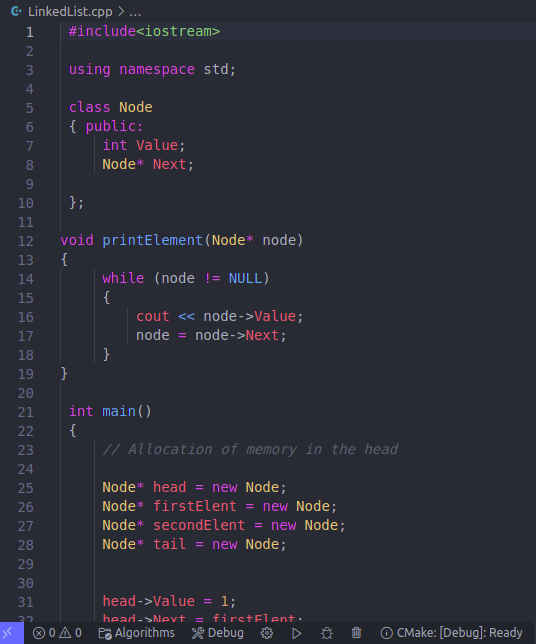 LinkedList.cpp > ...
1 #include<iostream>
2
3 using namespace std;
4
5 class Node
6 { public:
7 int Value;
8 Node* Next;
9
10 };
11
12 void printElement(Node* node)
13 {
14 while (node != NULL)
15 {
16 cout << node->Value;
17 node = node->Next;
18 }
19 }
20
21 int main()
22 {
23 // Allocation of memory in the head
24
25 Node* head = new Node;
26 Node* firstElent = new Node;
27 Node* secondElent = new Node;
28 Node* tail = new Node;
29
30
31 head->Value = 1;
32 head->Next = firstElent;
0 0 Algorithms Debug CMake: [Debug]: Ready